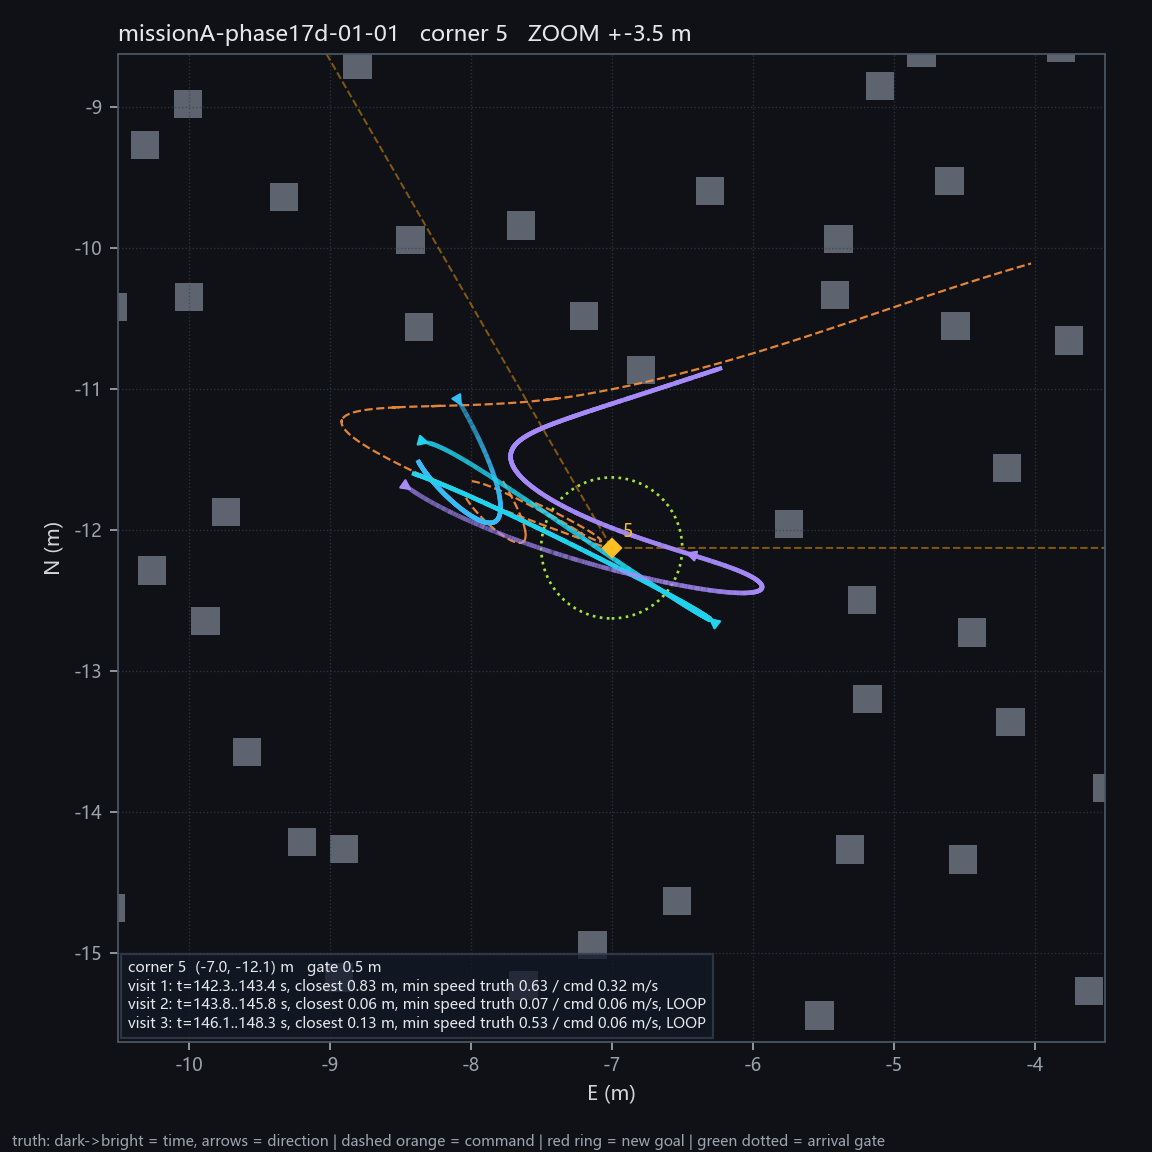 missionA-phase17d-01-01   corner 5   ZOOM +-3.5 m
-9
-10
-11
-12
-13
-14
-15
N (m)
5
corner 5  (-7.0, -12.1) m   gate 0.5 m
visit 1: t=142.3..143.4 s, closest 0.83 m, min speed truth 0.63 / cmd 0.32 m/s
visit 2: t=143.8..145.8 s, closest 0.06 m, min speed truth 0.07 / cmd 0.06 m/s, LOOP
visit 3: t=146.1..148.3 s, closest 0.13 m, min speed truth 0.53 / cmd 0.06 m/s, LOOP
-10 -9 -8 -7 -6 -5 -4
E (m)
truth: dark->bright = time, arrows = direction | dashed orange = command | red ring = new goal | green dotted = arrival gate